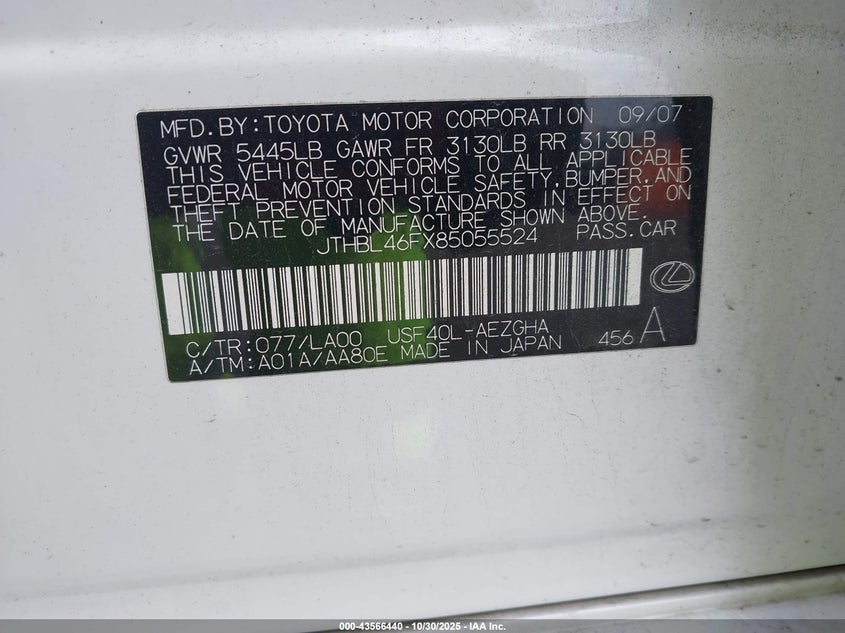 MFD.BY:TOYOTA MOTOR CORPORATION 09/07
GVWR 5445LB GAWR FR 3130LB RR 3130LB
THIS VEHICLE CONFORMS TO ALL APPLICABLE
FEDERAL MOTOR VEHICLE SAFETY,BUMPER,AND
THEFT PREVENTION STANDARDS IN EFFECT ON
THE DATE OF MANUFACTURE SHOWN ABOVE.
JTHBL46FX85055524 PASS.CAR
C/TR:077/LA00 USF40L-AEZGHA 456 A
A/TM:A01A/AA80E MADE IN JAPAN
000-43566440 - 10/30/2025 - IAA Inc.